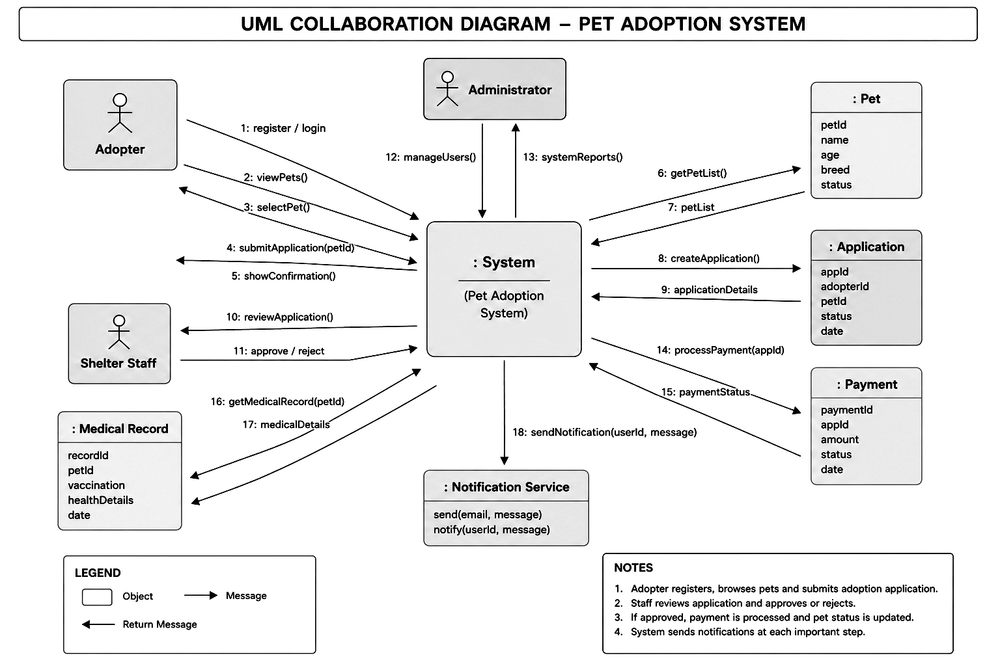 UML COLLABORATION DIAGRAM – PET ADOPTION SYSTEM
Adopter
Administrator
: Pet
petId
name
age
breed
status
1: register / login
2: viewPets()
3: selectPet()
4: submitApplication(petId)
5: showConfirmation()
12: manageUsers()
13: systemReports()
6: getPetList()
7: petList
: System
(Pet Adoption
System)
8: createApplication()
9: applicationDetails
: Application
appId
adopterId
petId
status
date
Shelter Staff
10: reviewApplication()
11: approve / reject
14: processPayment(appId)
15: paymentStatus
: Payment
paymentId
appId
amount
status
date
16: getMedicalRecord(petId)
17: medicalDetails
: Medical Record
recordId
petId
vaccination
healthDetails
date
18: sendNotification(userId, message)
: Notification Service
send(email, message)
notify(userId, message)
LEGEND
Object
Message
Return Message
NOTES
1. Adopter registers, browses pets and submits adoption application.
2. Staff reviews application and approves or rejects.
3. If approved, payment is processed and pet status is updated.
4. System sends notifications at each important step.